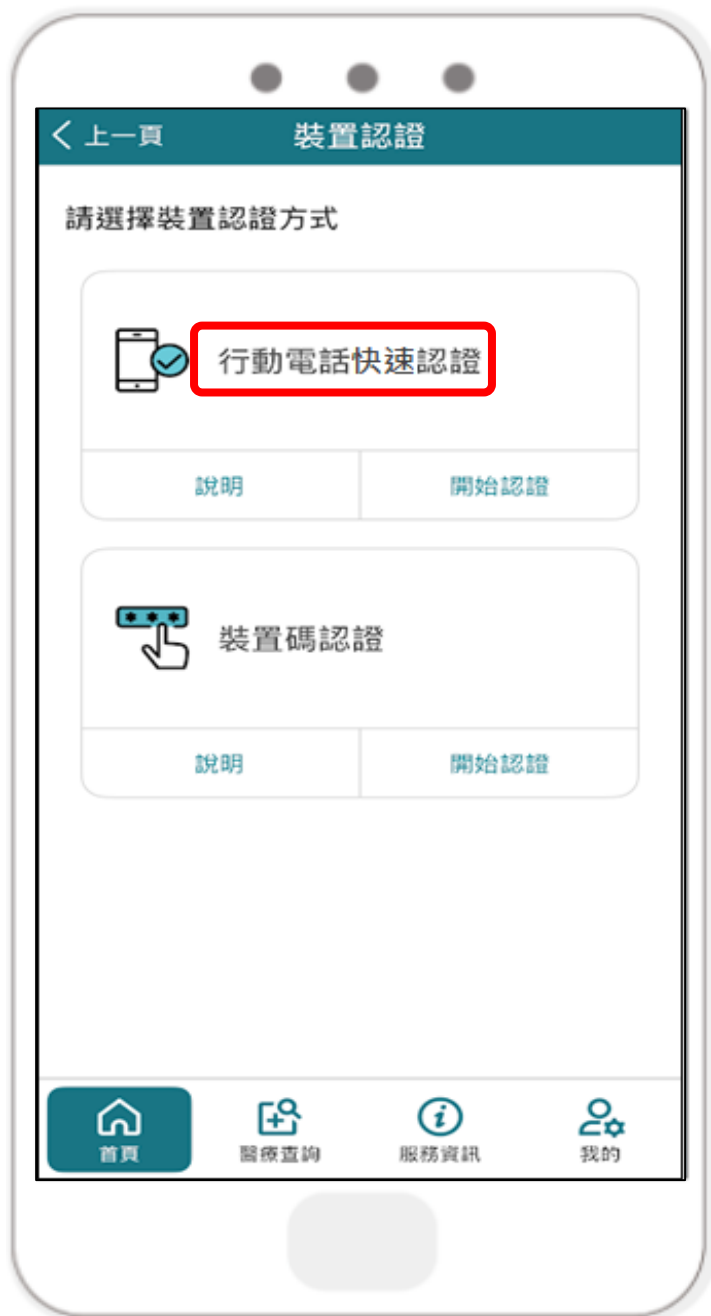 上一頁 裝置認證
請選擇裝置認證方式
行動電話快速認證
說明 開始認證
裝置碼認證
說明 開始認證
首頁 醫療查詢 服務資訊 我的